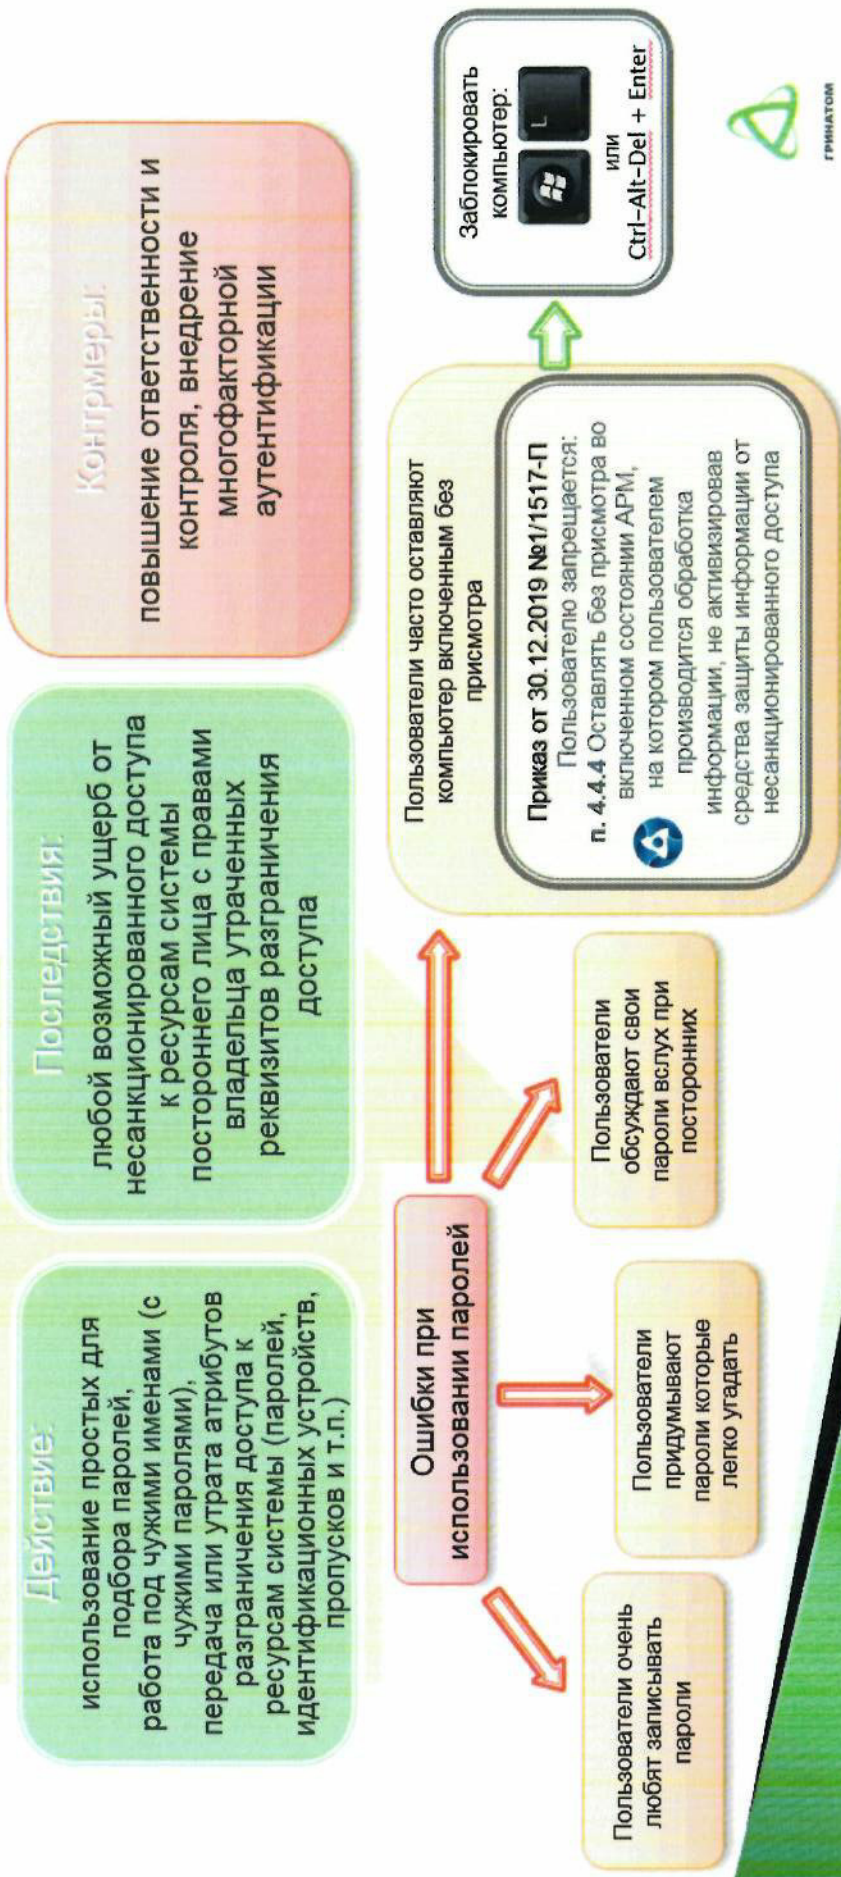 Действие:
использование простых для
подбора паролей,
работа под чужими именами (с
чужими паролями),
передача или утрата атрибутов
разграничения доступа к
ресурсам системы (паролей,
идентификационных устройств,
пропусков и т.п.)
Последствия:
любой возможный ущерб от
несанкционированного доступа
к ресурсам системы
постороннего лица с правами
владельца утраченных
реквизитов разграничения
доступа
Контрмеры:
повышение ответственности и
контроля, внедрение
многофакторной
аутентификации
Ошибки при
использовании паролей
Пользователи очень
любят записывать
пароли
Пользователи
придумывают
пароли которые
легко угадать
Пользователи
обсуждают свои
пароли вслух при
посторонних
Пользователи часто оставляют
компьютер включенным без
присмотра
Приказ от 30.12.2019 №1/1517-П
Пользователю запрещается:
п. 4.4.4 Оставлять без присмотра во
включенном состоянии АРМ,
на котором пользователем
производится обработка
информации, не активизировав
средства защиты информации от
несанкционированного доступа
Заблокировать
компьютер:
L
или
Ctrl-Alt-Del + Enter
ГРИНАТОМ